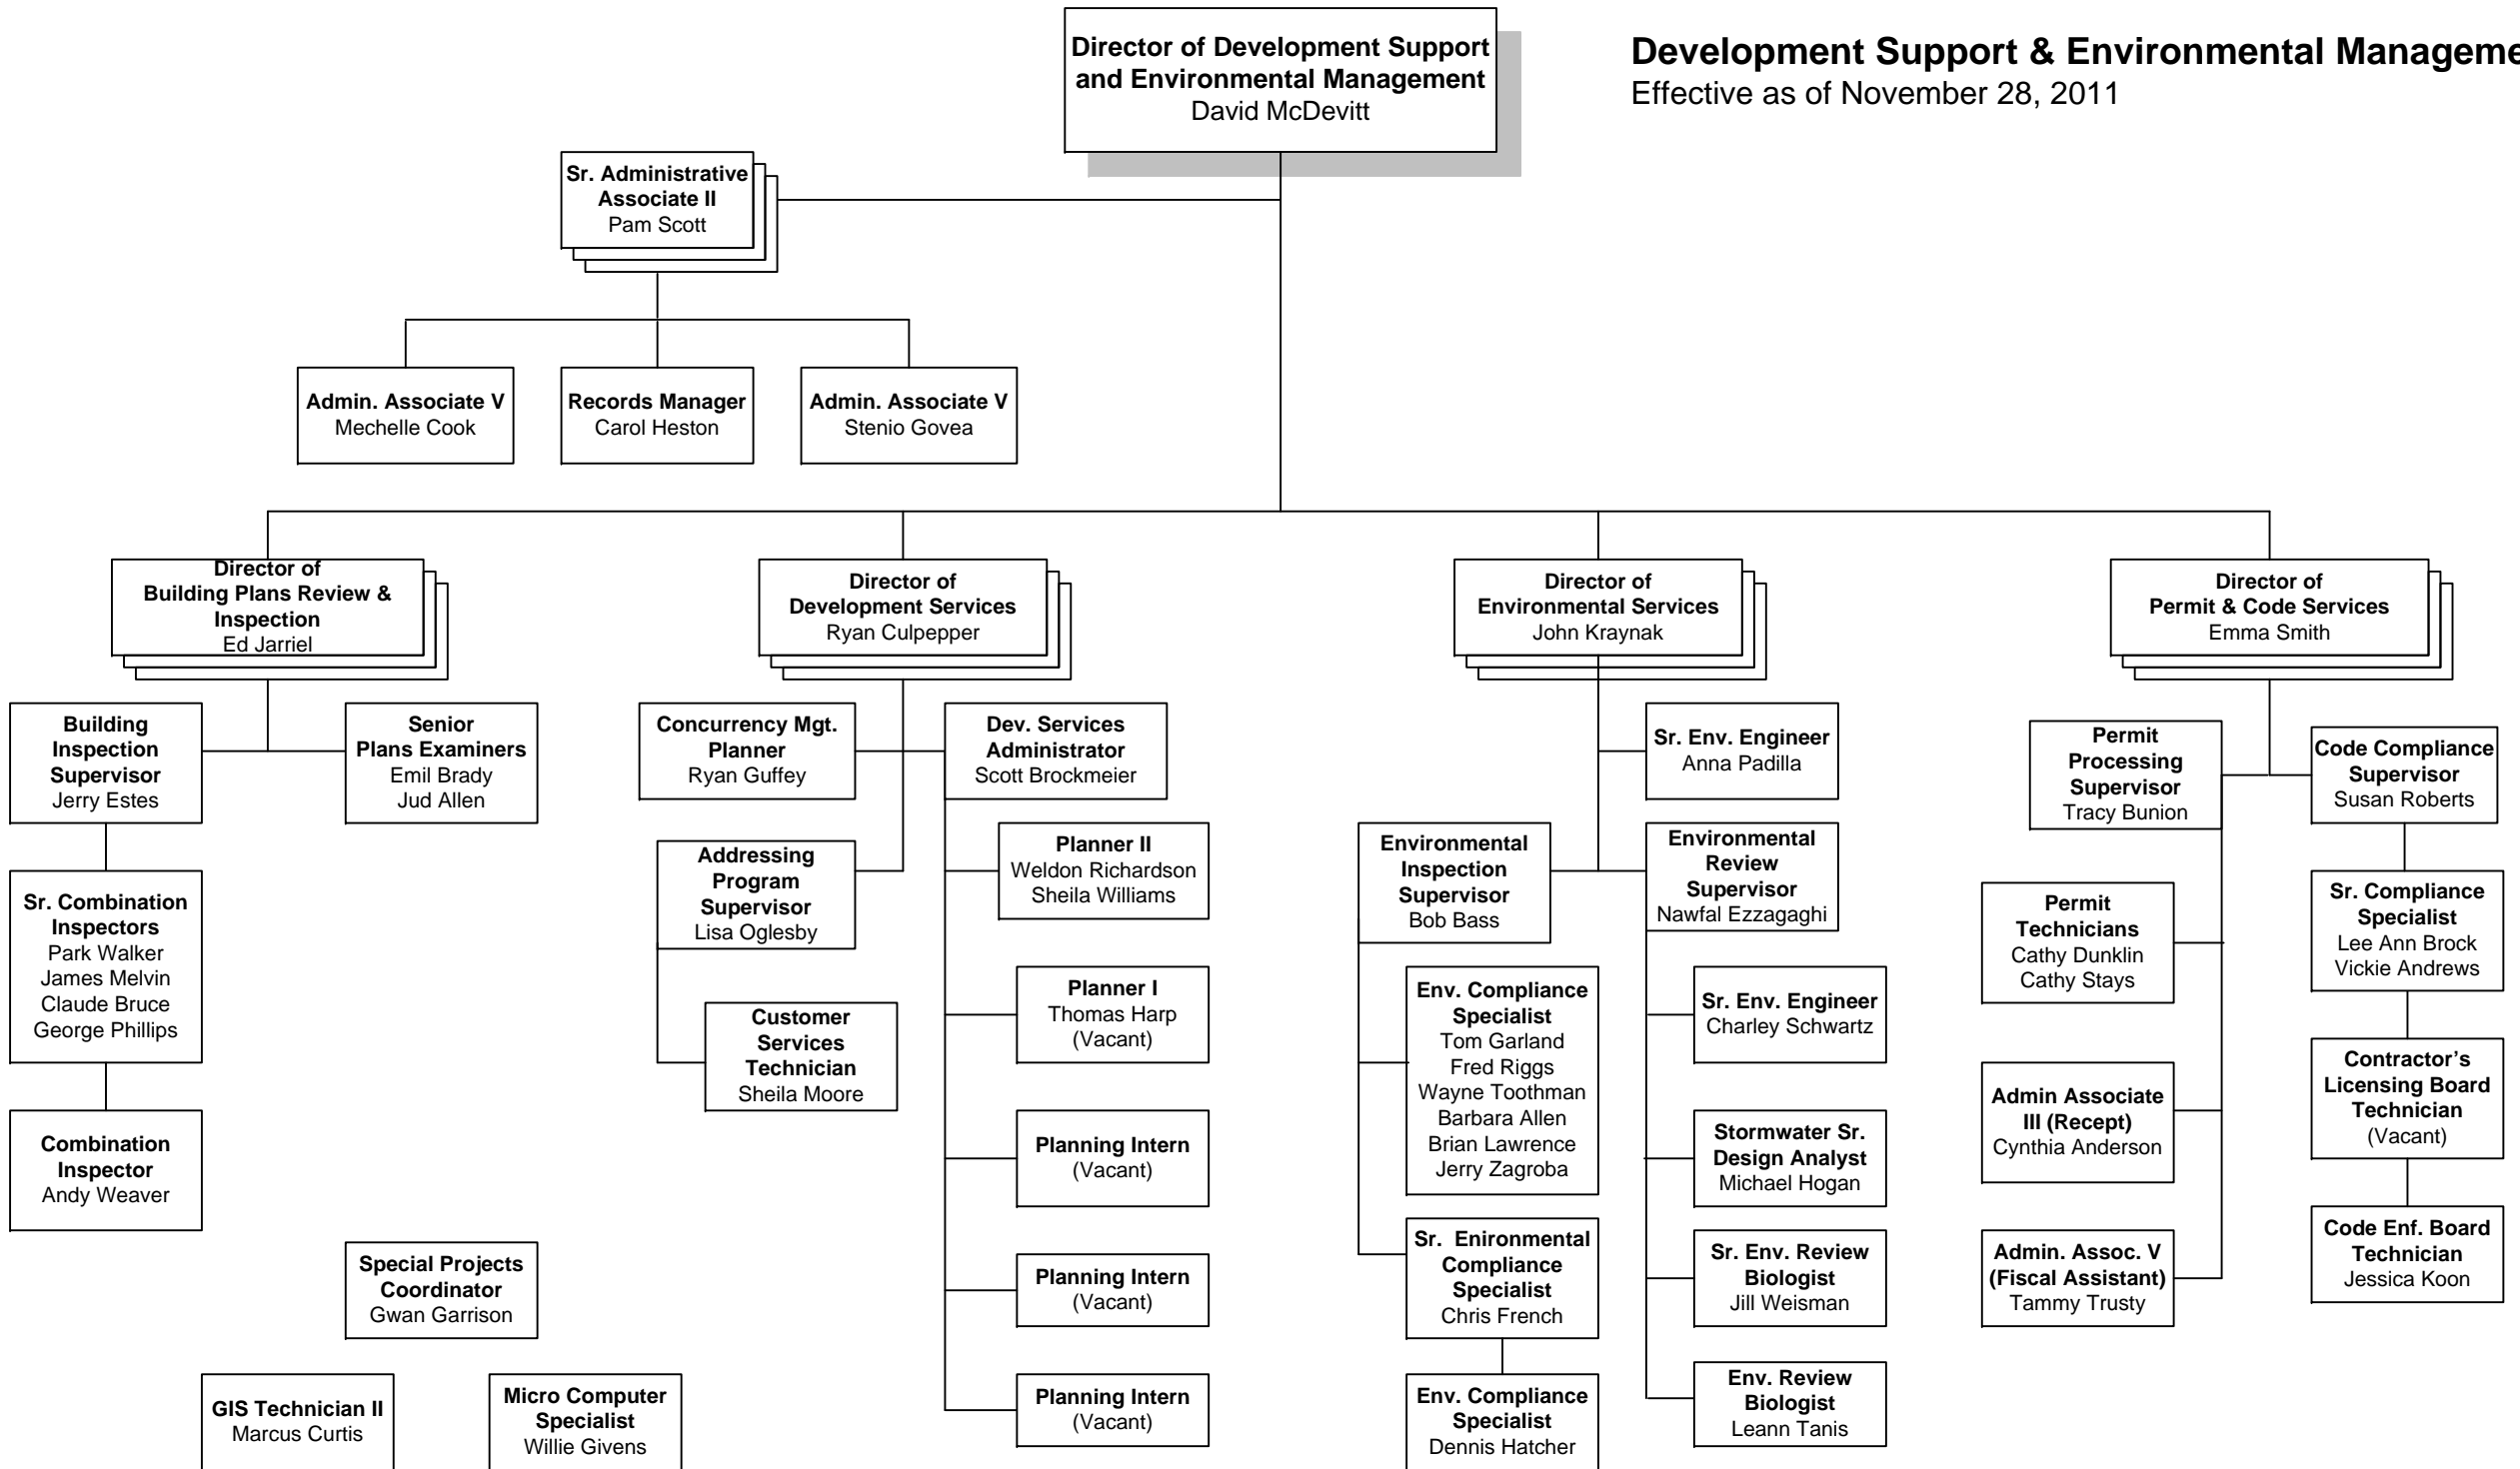 Director of Development Support
and Environmental Management
David McDevitt
Development Support & Environmental Manageme
Effective as of November 28, 2011
Sr. Administrative
Associate II
Pam Scott
Admin. Associate V
Mechelle Cook
Records Manager
Carol Heston
Admin. Associate V
Stenio Govea
Director of
Building Plans Review &
Inspection
Ed Jarriel
Director of
Development Services
Ryan Culpepper
Director of
Environmental Services
John Kraynak
Director of
Permit & Code Services
Emma Smith
Building
Inspection
Supervisor
Jerry Estes
Senior
Plans Examiners
Emil Brady
Jud Allen
Sr. Combination
Inspectors
Park Walker
James Melvin
Claude Bruce
George Phillips
Combination
Inspector
Andy Weaver
Special Projects
Coordinator
Gwan Garrison
GIS Technician II
Marcus Curtis
Micro Computer
Specialist
Willie Givens
Concurrency Mgt.
Planner
Ryan Guffey
Dev. Services
Administrator
Scott Brockmeier
Addressing
Program
Supervisor
Lisa Oglesby
Customer
Services
Technician
Sheila Moore
Planner II
Weldon Richardson
Sheila Williams
Planner I
Thomas Harp
(Vacant)
Planning Intern
(Vacant)
Planning Intern
(Vacant)
Planning Intern
(Vacant)
Sr. Env. Engineer
Anna Padilla
Environmental
Inspection
Supervisor
Bob Bass
Environmental
Review
Supervisor
Nawfal Ezzagaghi
Env. Compliance
Specialist
Tom Garland
Fred Riggs
Wayne Toothman
Barbara Allen
Brian Lawrence
Jerry Zagroba
Sr. Enironmental
Compliance
Specialist
Chris French
Env. Compliance
Specialist
Dennis Hatcher
Sr. Env. Engineer
Charley Schwartz
Stormwater Sr.
Design Analyst
Michael Hogan
Sr. Env. Review
Biologist
Jill Weisman
Env. Review
Biologist
Leann Tanis
Permit
Processing
Supervisor
Tracy Bunion
Permit
Technicians
Cathy Dunklin
Cathy Stays
Admin Associate
III (Recept)
Cynthia Anderson
Admin. Assoc. V
(Fiscal Assistant)
Tammy Trusty
Code Compliance
Supervisor
Susan Roberts
Sr. Compliance
Specialist
Lee Ann Brock
Vickie Andrews
Contractor’s
Licensing Board
Technician
(Vacant)
Code Enf. Board
Technician
Jessica Koon